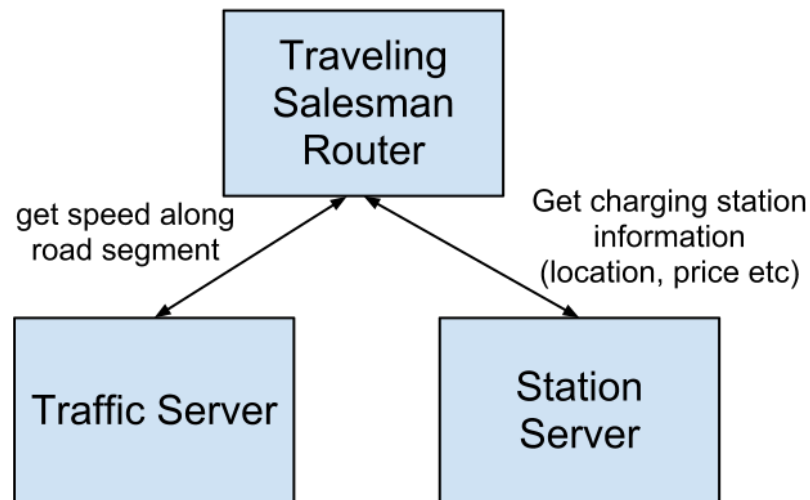 Traveling
Salesman
Router
get speed along
road segment
Get charging station
information
(location, price etc)
Traffic Server
Station
Server